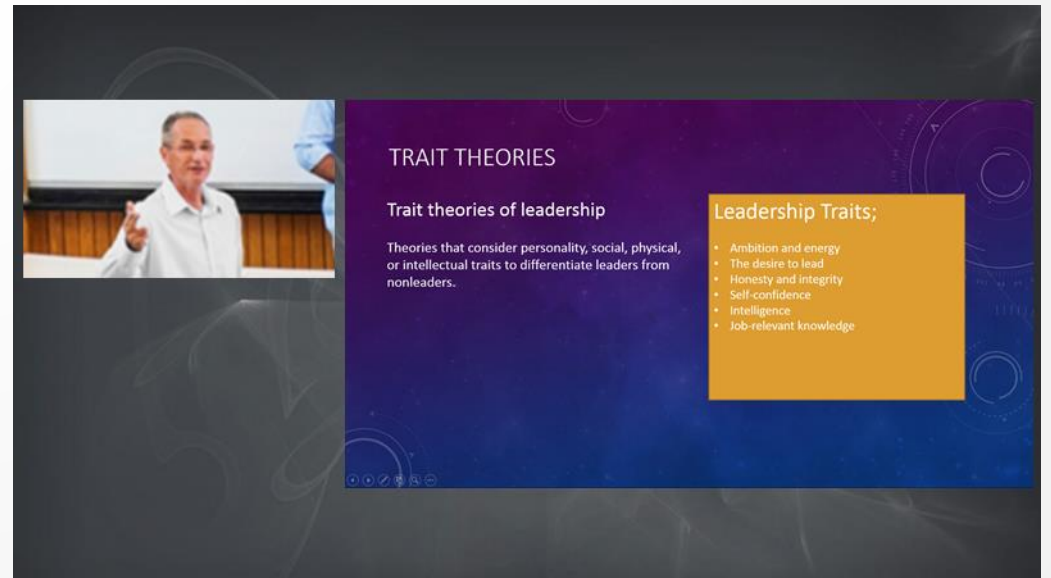 TRAIT THEORIES
Trait theories of leadership
Theories that consider personality, social, physical,
or intellectual traits to differentiate leaders from
nonleaders.
Leadership Traits;
• Ambition and energy
• The desire to lead
• Honesty and integrity
• Self-confidence
• Intelligence
• Job-relevant knowledge